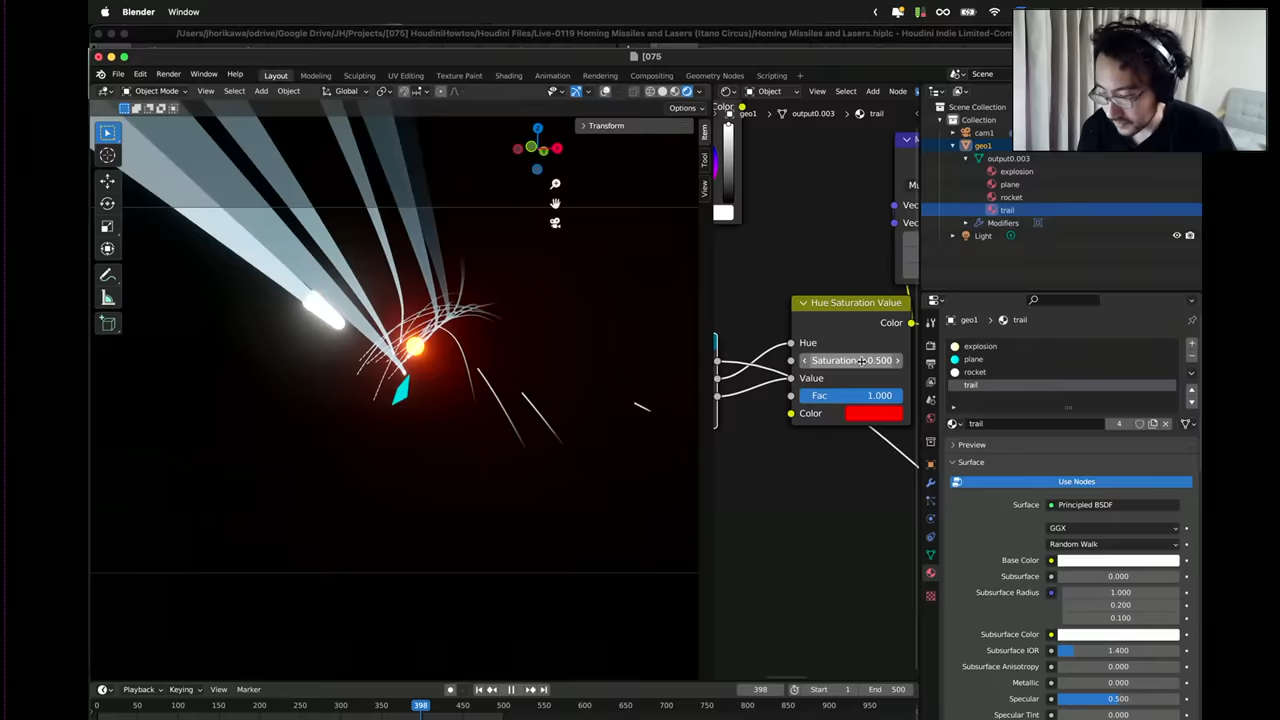 Blender Window
/Users/jhorikawa/odrive/Google Drive/JH/Projects/[075] HoudiniHowtos/Houdini Files/Live-0119 Homing Missiles and Lasers (Itano Circus)/Homing Missiles and Lasers.hiplc - Houdini Indie Limited-Com
[075
File Edit Render Window Help Layout Modeling Sculpting UV Editing Texture Paint Shading Animation Rendering Compositing Geometry Nodes Scripting + Scene
Object Mode View Select Add Object Global Object View Select Add Node
Options Color geo1 output0.003 trail
Transform
Item
Tool
View
Scene Collection
Collection
cam1
geo1
output0.003
explosion
plane
rocket
trail
Modifiers
Light
Mu
Vec
Vec
Hue Saturation Value
Color
Hue
Saturation 0.500
Value
Fac 1.000
Color
geo1 trail
explosion
plane
rocket
trail
trail 4
Preview
Surface
Use Nodes
Surface Principled BSDF
GGX
Random Walk
Base Color
Subsurface 0.000
Subsurface Radius 1.000
0.200
0.100
Subsurface Color
Subsurface IOR 1.400
Subsurface Anisotropy 0.000
Metallic 0.000
Specular 0.500
Specular Tint 0.000
Playback Keying View Marker 398 Start 1 End 500
0 50 100 150 200 250 300 350 398 450 500 550 600 650 700 750 800 850 900 950